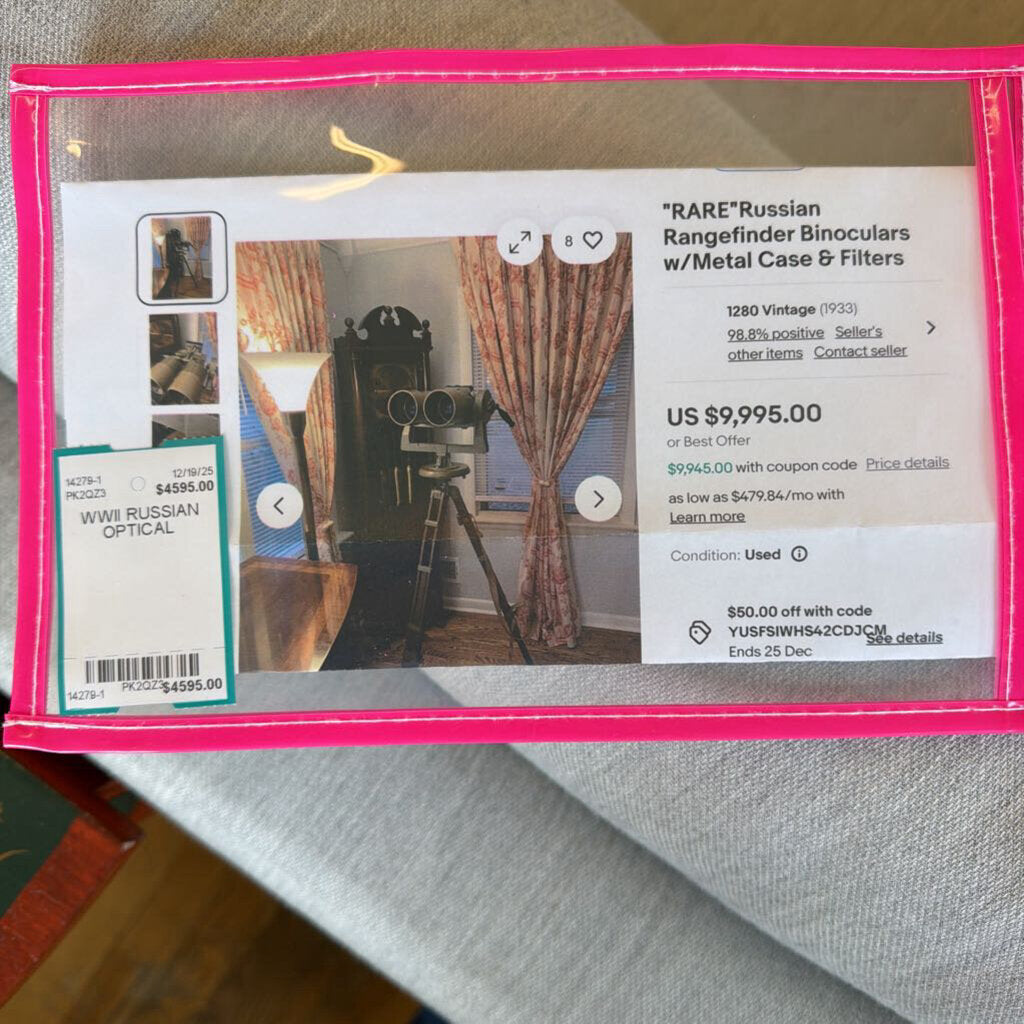 "RARE"Russian
Rangefinder Binoculars
w/Metal Case & Filters
8
1280 Vintage (1933)
98.8% positive Seller's
other items Contact seller
US $9,995.00
or Best Offer
$9,945.00 with coupon code Price details
as low as $479.84/mo with
Learn more
Condition: Used
$50.00 off with code
YUSFSIWHS42CDJCM
See details
Ends 25 Dec
14279-1 12/19/25
PK2QZ3 $4595.00
WWII RUSSIAN
OPTICAL
14279-1 PK2QZ3 $4595.00